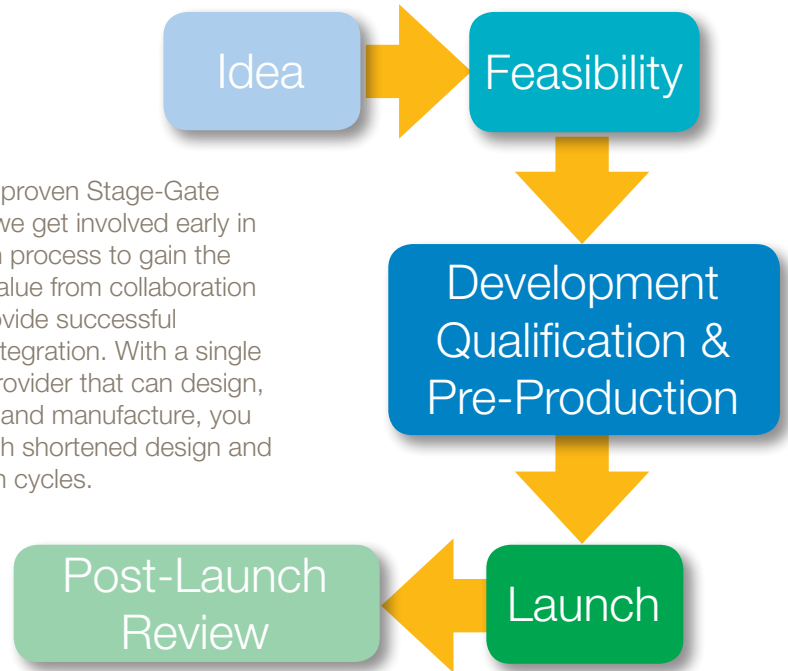 Idea
Feasibility
proven Stage-Gate
we get involved early in
process to gain the
from collaboration
successful
With a single
that can design,
and manufacture, you
shortened design and
cycles.
Development
Qualification &
Pre-Production
Launch
Post-Launch
Review